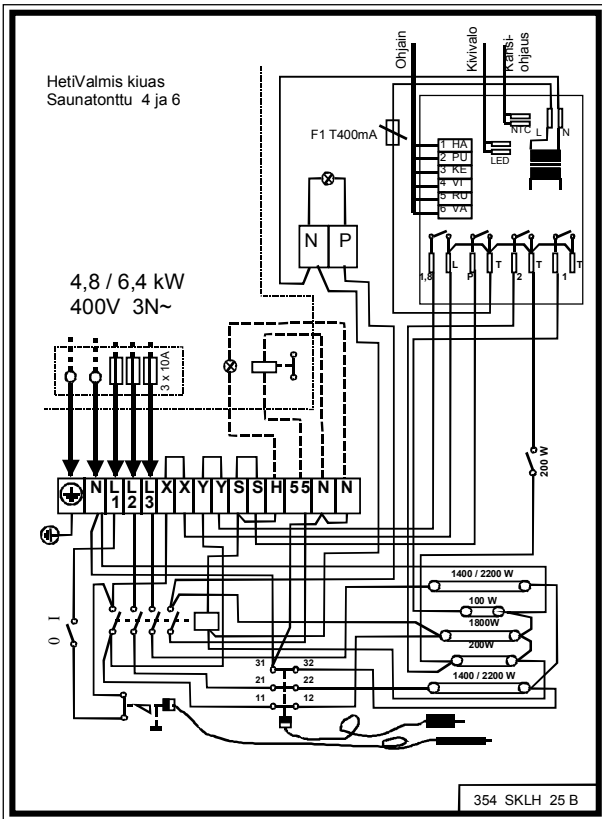 HetiValmis kiuas
Saunatonttu 4 ja 6
Ohjain
Kivivalo
Kansi-
ohjaus
F1 T400mA
NTC
LED
L
N
1 HA
2 PU
3 KE
4 VI
5 RU
6 VA
N P
1,8 L P T 2 T 1 T
4,8 / 6,4 kW
400V 3N~
3 x 10A
200 W
N L1 L2 L3 X X Y Y S S H 55 N N
I
0
1400 / 2200 W
100 W
1800W
200W
1400 / 2200 W
31 32
21 22
11 12
354 SKLH 25 B